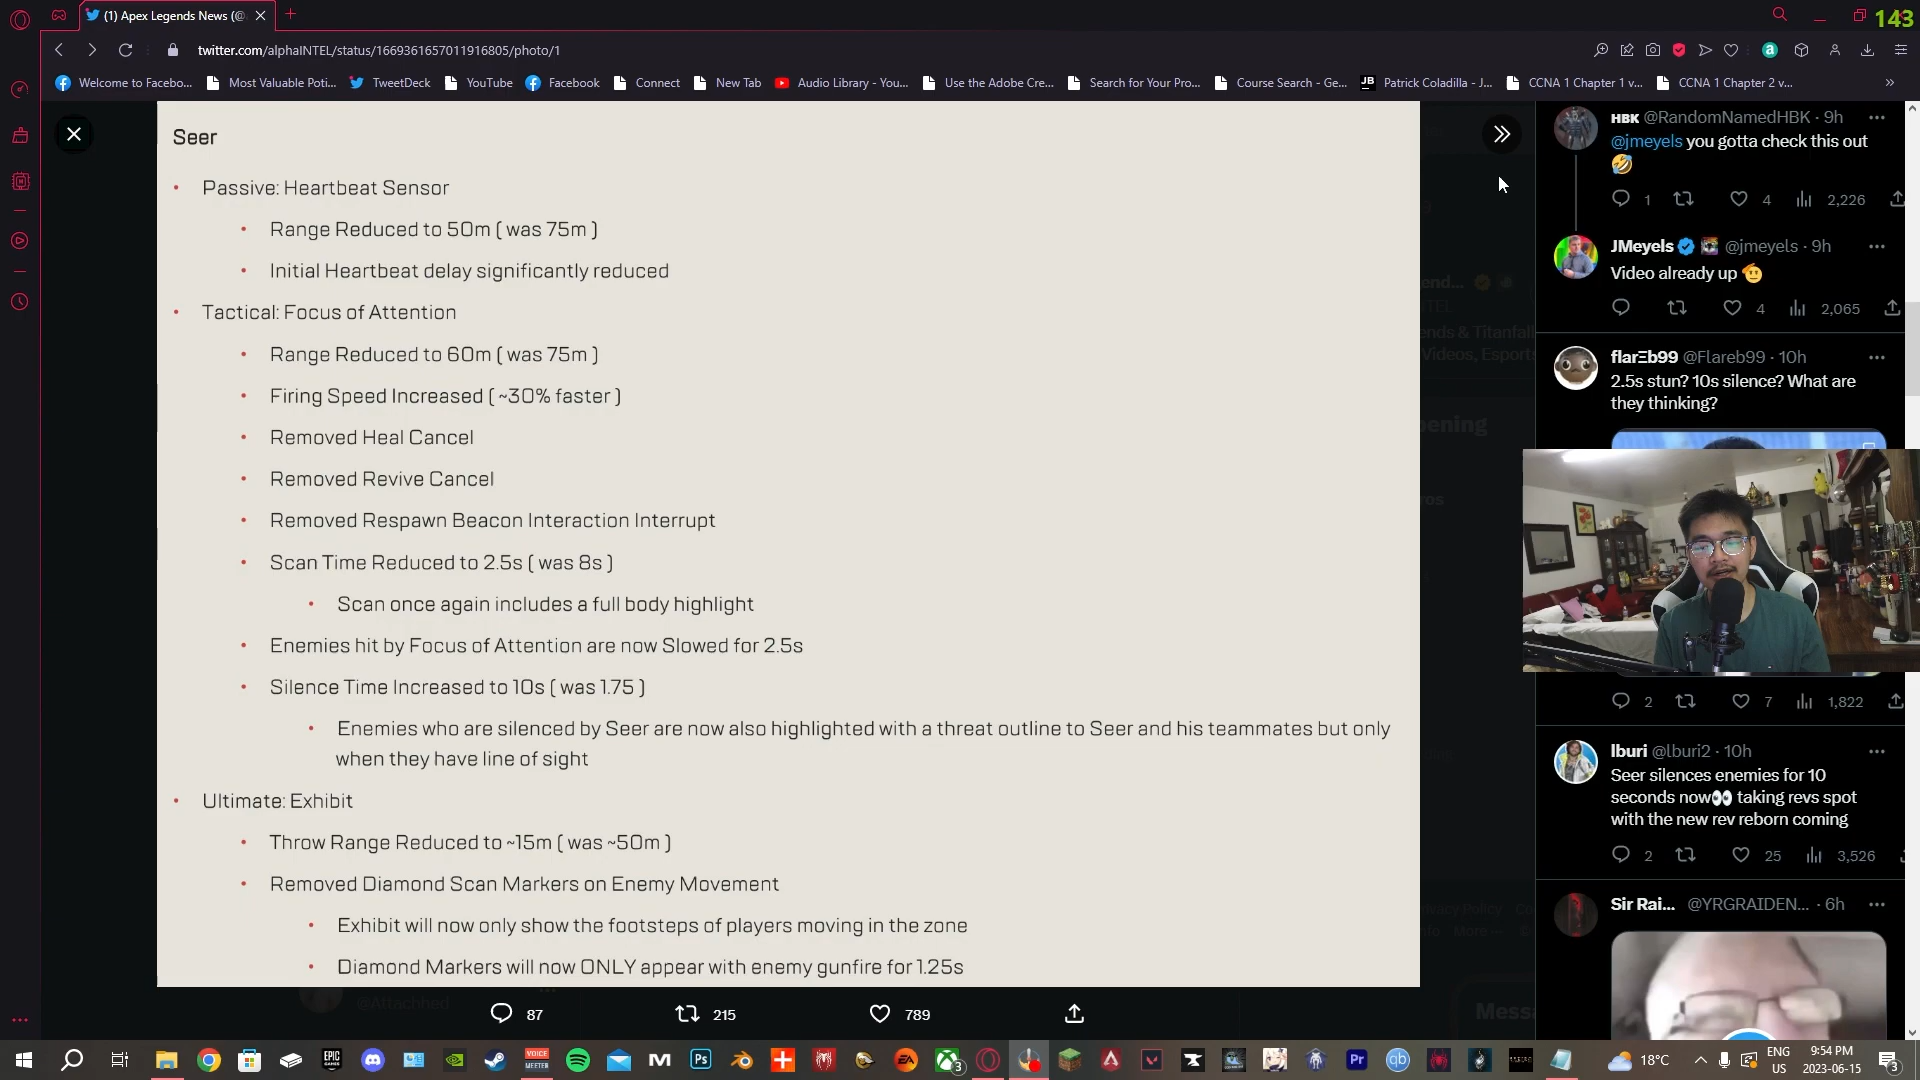 (1) Apex Legends News (@
143
twitter.com/alphaINTEL/status/1669361657011916805/photo/1
Welcome to Facebo...
Most Valuable Poti...
TweetDeck
YouTube
Facebook
Connect
New Tab
Audio Library - You...
Use the Adobe Cre...
Search for Your Pro...
Course Search - Ge...
Patrick Coladilla - J...
CCNA 1 Chapter 1 v...
CCNA 1 Chapter 2 v...
Seer
Passive: Heartbeat Sensor
Range Reduced to 50m ( was 75m )
Initial Heartbeat delay significantly reduced
Tactical: Focus of Attention
Range Reduced to 60m ( was 75m )
Firing Speed Increased ( ~30% faster )
Removed Heal Cancel
Removed Revive Cancel
Removed Respawn Beacon Interaction Interrupt
Scan Time Reduced to 2.5s ( was 8s )
Scan once again includes a full body highlight
Enemies hit by Focus of Attention are now Slowed for 2.5s
Silence Time Increased to 10s ( was 1.75 )
Enemies who are silenced by Seer are now also highlighted with a threat outline to Seer and his teammates but only
when they have line of sight
Ultimate: Exhibit
Throw Range Reduced to ~15m ( was ~50m )
Removed Diamond Scan Markers on Enemy Movement
Exhibit will now only show the footsteps of players moving in the zone
Diamond Markers will now ONLY appear with enemy gunfire for 1.25s
@Attachhed
87
215
789
HBK @RandomNamedHBK · 9h
@jmeyels you gotta check this out
1
4
2,226
JMeyels @jmeyels · 9h
Video already up
4
2,065
flarΞb99 @Flareb99 · 10h
2.5s stun? 10s silence? What are
they thinking?
2
7
1,822
lburi @lburi2 · 10h
Seer silences enemies for 10
seconds now taking revs spot
with the new rev reborn coming
2
25
3,526
Sir Rai... @YRGRAIDEN... · 6h
18°C
ENG
US
9:54 PM
2023-06-15
3